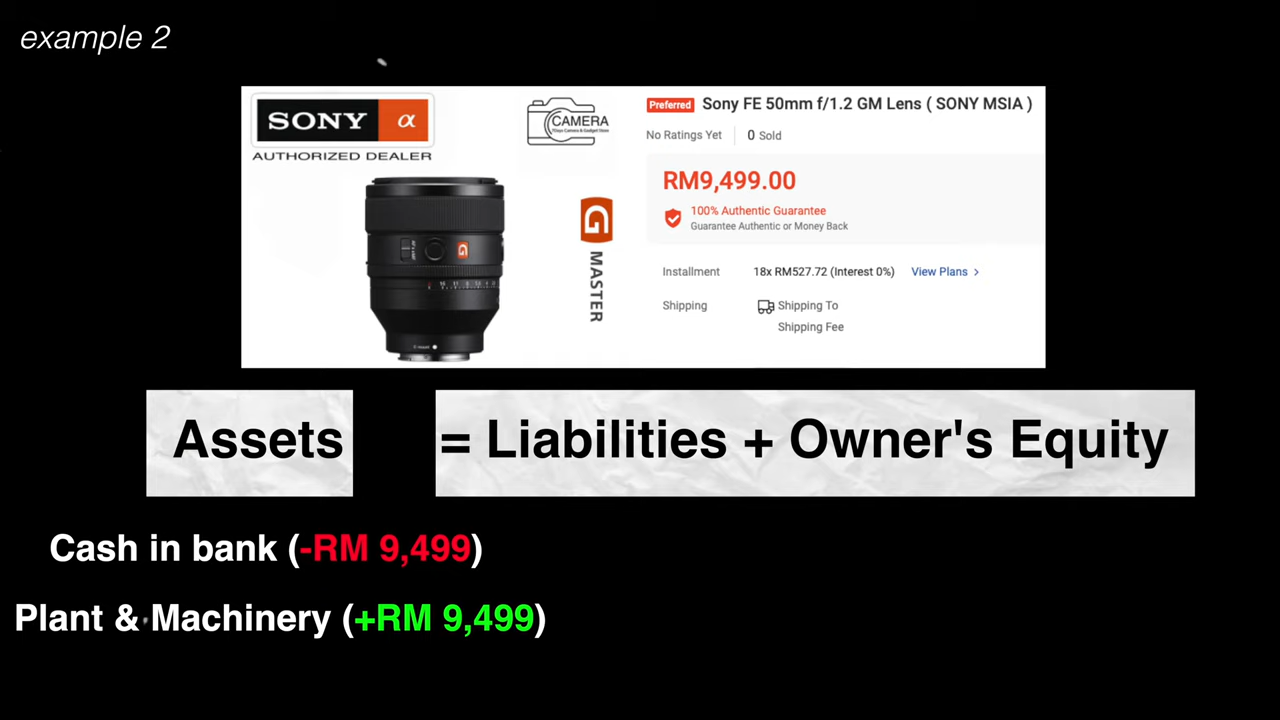 example 2
SONY α
AUTHORIZED DEALER
CAMERA
G
MASTER
Preferred Sony FE 50mm f/1.2 GM Lens ( SONY MSIA )
No Ratings Yet 0 Sold
RM9,499.00
100% Authentic Guarantee
Guarantee Authentic or Money Back
Installment 18x RM527.72 (Interest 0%) View Plans >
Shipping Shipping To
Shipping Fee
Assets = Liabilities + Owner's Equity
Cash in bank (-RM 9,499)
Plant & Machinery (+RM 9,499)